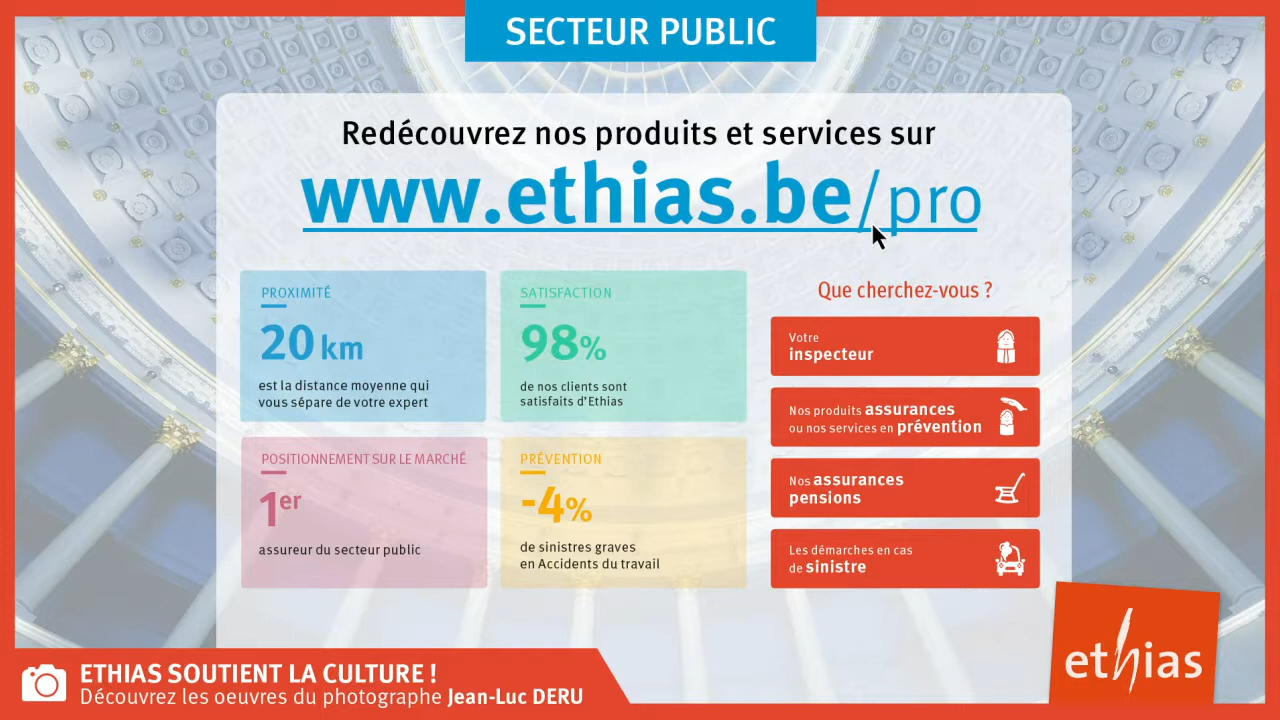 SECTEUR PUBLIC
Redécouvrez nos produits et services sur
www.ethias.be/pro
PROXIMITÉ
20 km
est la distance moyenne qui
vous sépare de votre expert
SATISFACTION
98%
de nos clients sont
satisfaits d'Ethias
POSITIONNEMENT SUR LE MARCHÉ
1er
assureur du secteur public
PRÉVENTION
-4%
de sinistres graves
en Accidents du travail
Que cherchez-vous ?
Votre
inspecteur
Nos produits assurances
ou nos services en prévention
Nos assurances
pensions
Les démarches en cas
de sinistre
ETHIAS SOUTIENT LA CULTURE !
Découvrez les oeuvres du photographe Jean-Luc DERU
ethias